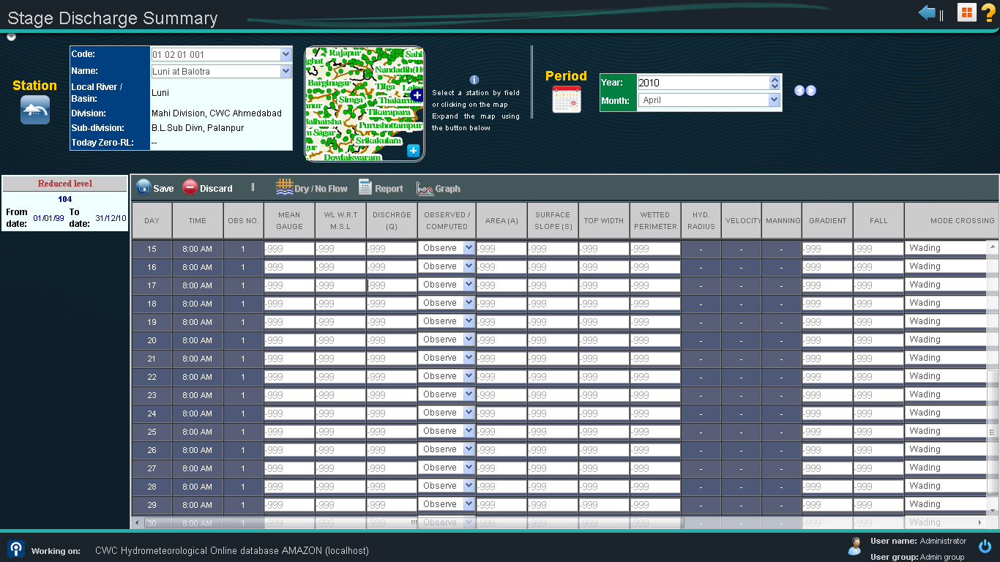 Stage Discharge Summary
Station
Code: 01 02 01 001
Name: Luni at Balotra
Local River / Basin: Luni
Division: Mahi Division, CWC Ahmedabad
Sub-division: B.L.Sub Divn, Palanpur
Today Zero-RL: --
Rajapur
Nandadih(H
Barginagar
Tilga
Simga
Thakurtu
Tikarapara
Purushottampur
Srikakulam
Dowlaiswaram
Select a station by field
or clicking on the map
Expand the map using
the button below
Period
Year: 2010
Month: April
Reduced level
104
From date: 01/01/99 To date: 31/12/10
Save Discard Dry / No Flow Report Graph
DAY TIME OBS NO. MEAN GAUGE WL W.R.T M.S.L DISCHRGE (Q) OBSERVED / COMPUTED AREA (A) SURFACE SLOPE (S) TOP WIDTH WETTED PERIMETER HYD. RADIUS VELOCITY MANNING GRADIENT FALL MODE CROSSING
15 8:00 AM 1 -999 -999 -999 Observe -999 -999 -999 -999 - - - -999 -999 Wading
16 8:00 AM 1 -999 -999 -999 Observe -999 -999 -999 -999 - - - -999 -999 Wading
17 8:00 AM 1 -999 -999 -999 Observe -999 -999 -999 -999 - - - -999 -999 Wading
18 8:00 AM 1 -999 -999 -999 Observe -999 -999 -999 -999 - - - -999 -999 Wading
19 8:00 AM 1 -999 -999 -999 Observe -999 -999 -999 -999 - - - -999 -999 Wading
20 8:00 AM 1 -999 -999 -999 Observe -999 -999 -999 -999 - - - -999 -999 Wading
21 8:00 AM 1 -999 -999 -999 Observe -999 -999 -999 -999 - - - -999 -999 Wading
22 8:00 AM 1 -999 -999 -999 Observe -999 -999 -999 -999 - - - -999 -999 Wading
23 8:00 AM 1 -999 -999 -999 Observe -999 -999 -999 -999 - - - -999 -999 Wading
24 8:00 AM 1 -999 -999 -999 Observe -999 -999 -999 -999 - - - -999 -999 Wading
25 8:00 AM 1 -999 -999 -999 Observe -999 -999 -999 -999 - - - -999 -999 Wading
26 8:00 AM 1 -999 -999 -999 Observe -999 -999 -999 -999 - - - -999 -999 Wading
27 8:00 AM 1 -999 -999 -999 Observe -999 -999 -999 -999 - - - -999 -999 Wading
28 8:00 AM 1 -999 -999 -999 Observe -999 -999 -999 -999 - - - -999 -999 Wading
29 8:00 AM 1 -999 -999 -999 Observe -999 -999 -999 -999 - - - -999 -999 Wading
30 8:00 AM 1 -999 -999 -999 Observe -999 -999 -999 -999 - - - -999 -999 Wading
Working on: CWC Hydrometeorological Online database AMAZON (localhost)
User name: Administrator
User group: Admin group